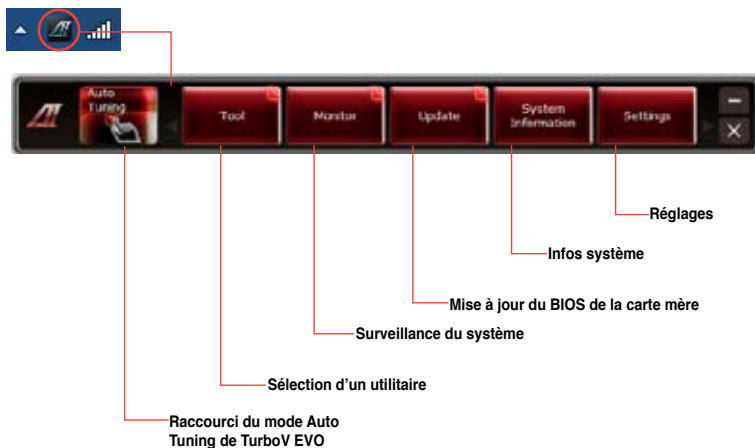 Auto
Tuning
Tool
Monitor
Update
System
Information
Settings
Réglages
Infos système
Mise à jour du BIOS de la carte mère
Surveillance du système
Sélection d'un utilitaire
Raccourci du mode Auto
Tuning de TurboV EVO